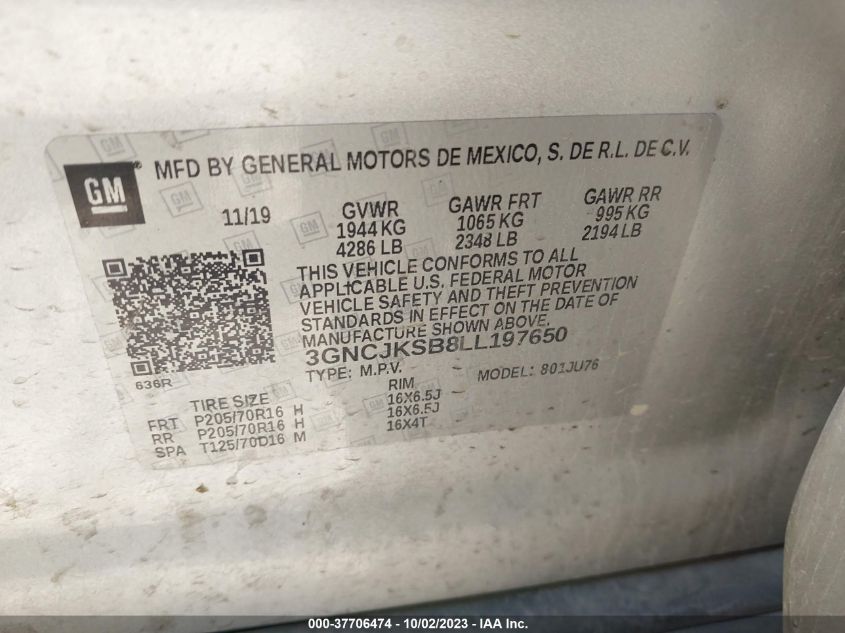 GM
MFD BY GENERAL MOTORS DE MEXICO, S. DE R.L. DE C.V.
11/19 GVWR GAWR FRT GAWR RR
1944 KG 1065 KG 995 KG
4286 LB 2348 LB 2194 LB
THIS VEHICLE CONFORMS TO ALL
APPLICABLE U.S. FEDERAL MOTOR
VEHICLE SAFETY AND THEFT PREVENTION
STANDARDS IN EFFECT ON THE DATE OF
MANUFACTURE SHOWN ABOVE.
3GNCJKSB8LL197650
636R
TYPE: M.P.V. MODEL: 801JU76
TIRE SIZE RIM
FRT P205/70R16 H 16X6.5J
RR P205/70R16 H 16X6.5J
SPA T125/70D16 M 16X4T
000-37706474 - 10/02/2023 - IAA Inc.